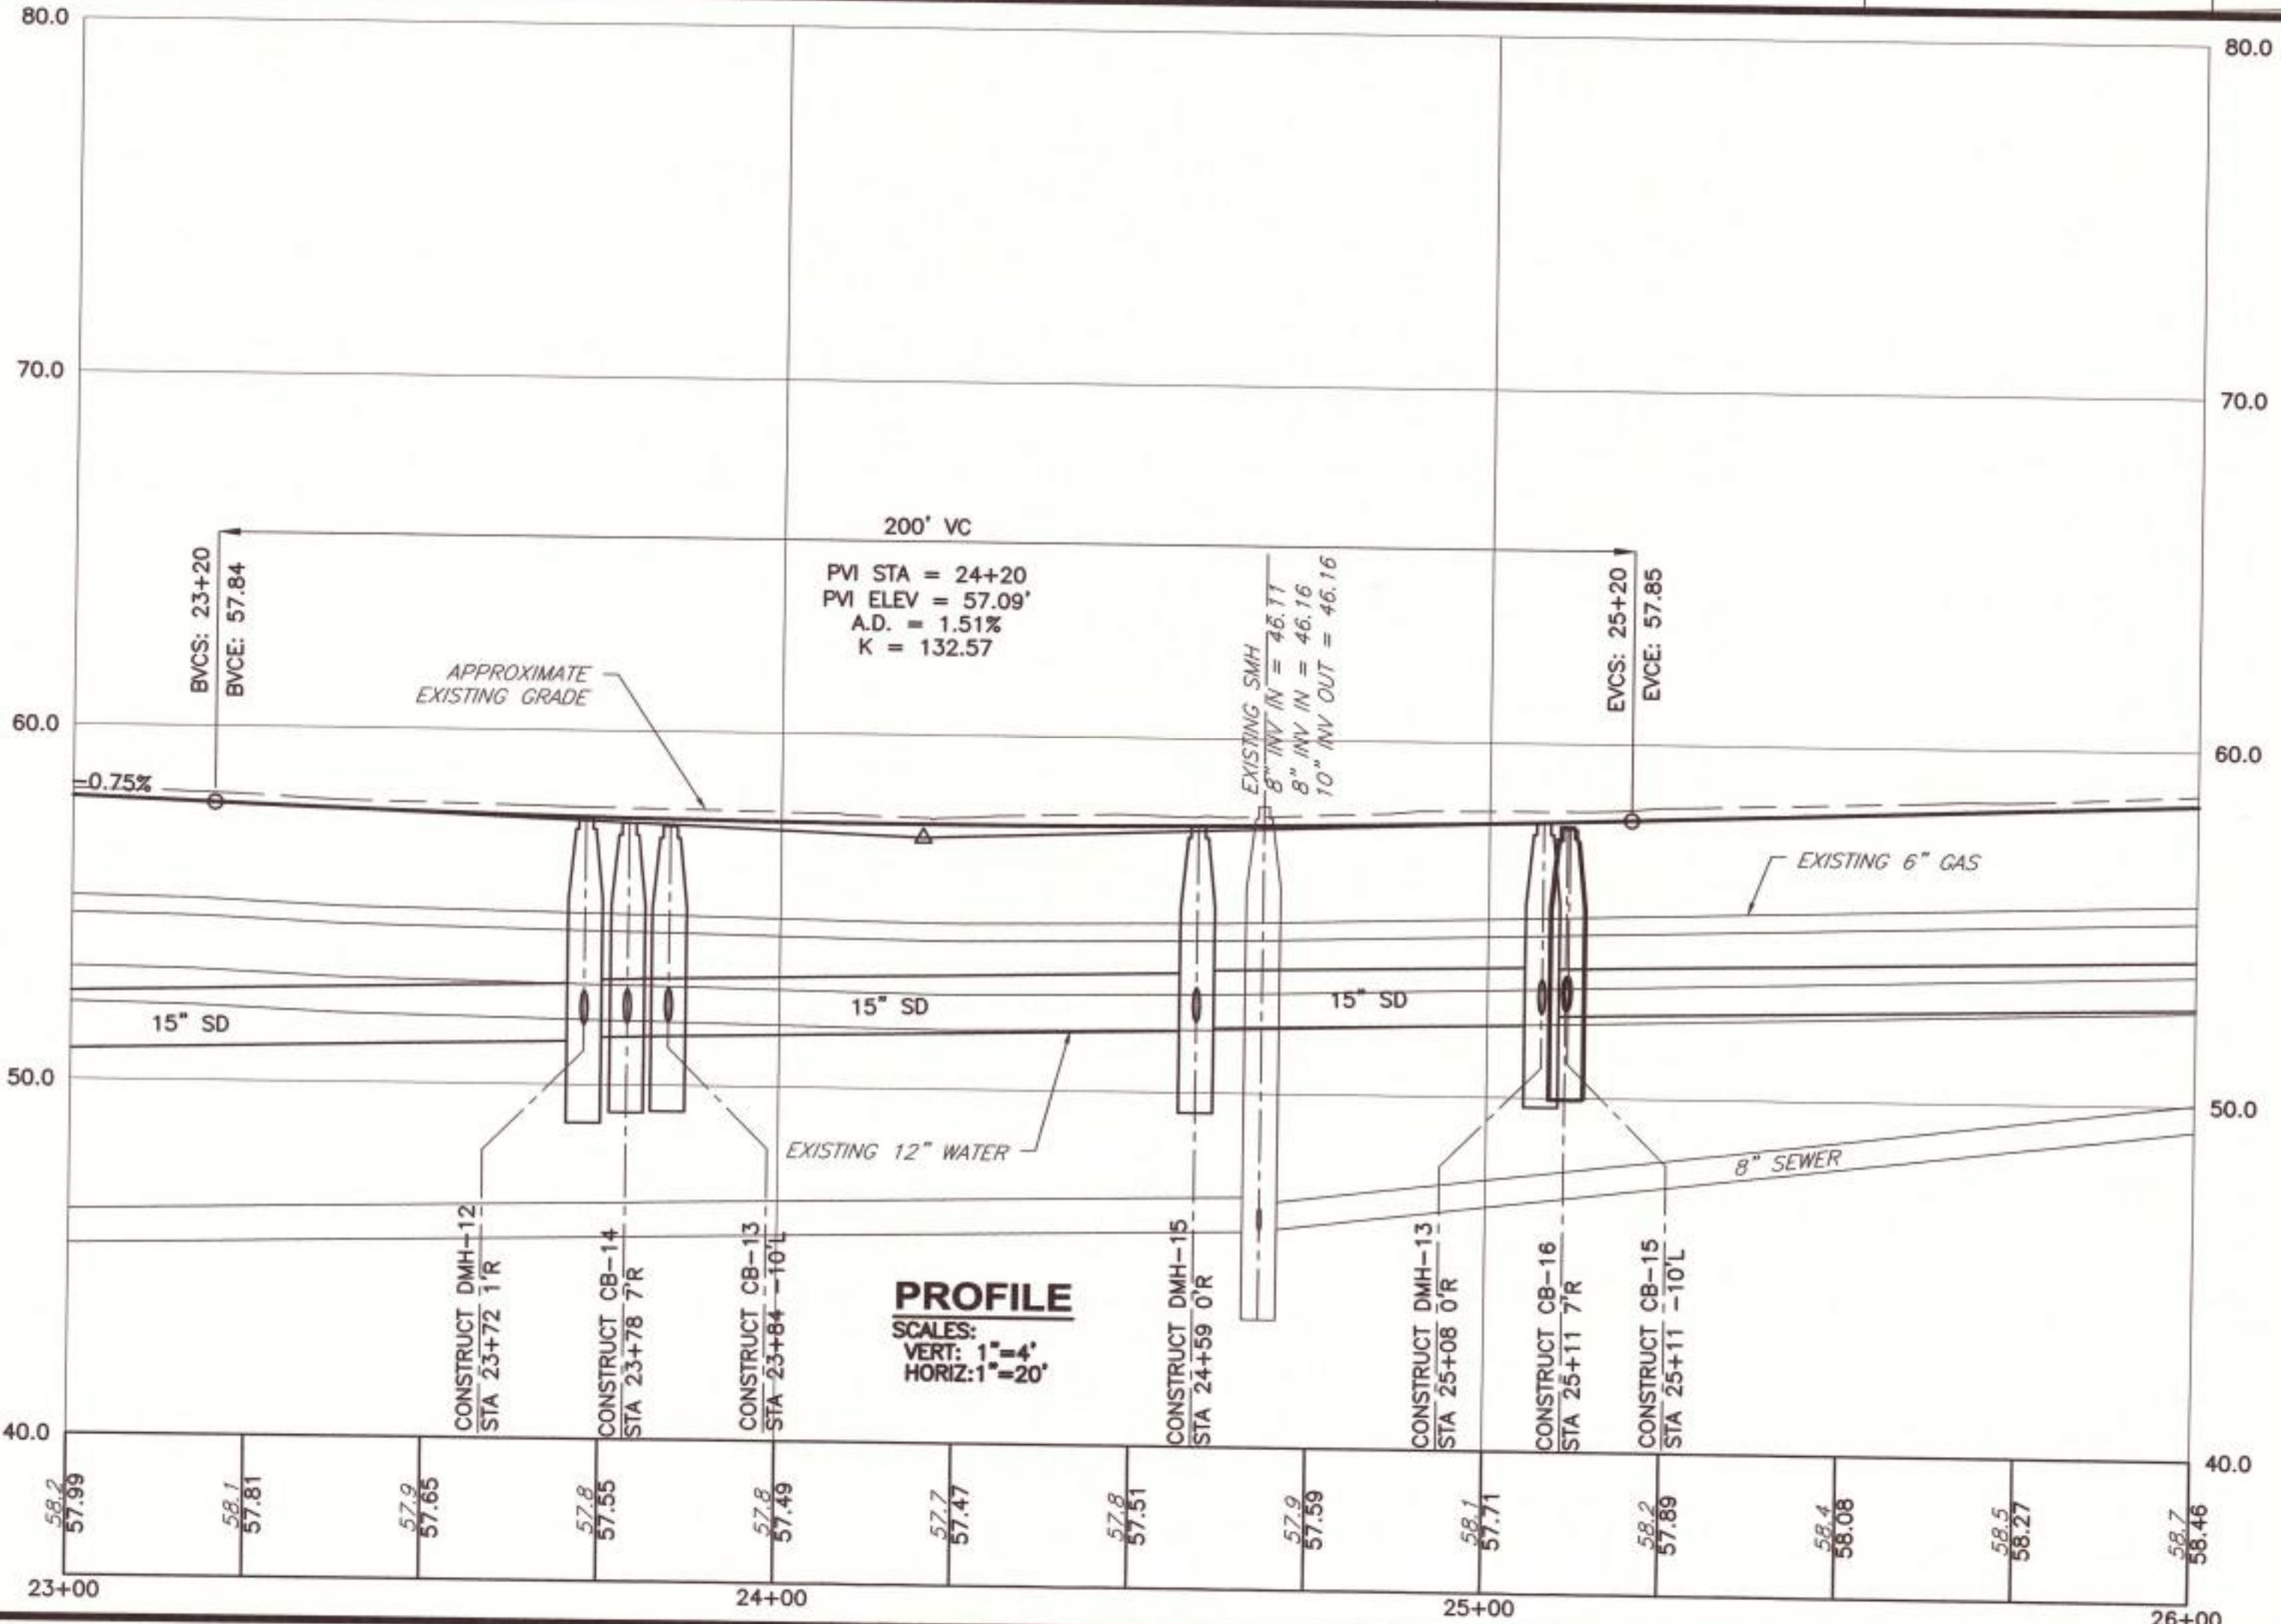 80.0
80.0
70.0
70.0
200' VC
PVI STA = 24+20
PVI ELEV = 57.09'
A.D. = 1.51%
K = 132.57
BVCS: 23+20
BVCE: 57.84
APPROXIMATE
EXISTING GRADE
EXISTING SMH
8" INV IN = 46.11
8" INV IN = 46.16
10" INV OUT = 46.16
EVCS: 25+20
EVCE: 57.85
60.0
60.0
-0.75%
EXISTING 6" GAS
15" SD
15" SD
15" SD
50.0
50.0
EXISTING 12" WATER
8" SEWER
CONSTRUCT DMH-12
STA 23+72 1'R
CONSTRUCT CB-14
STA 23+78 7'R
CONSTRUCT CB-13
STA 23+84 -10'L
PROFILE
SCALES:
VERT: 1"=4'
HORIZ:1"=20'
CONSTRUCT DMH-15
STA 24+59 0'R
CONSTRUCT DMH-13
STA 25+08 0'R
CONSTRUCT CB-16
STA 25+11 7'R
CONSTRUCT CB-15
STA 25+11 -10'L
40.0
40.0
58.2
57.99
58.1
57.81
57.9
57.65
57.8
57.55
57.8
57.49
57.7
57.47
57.8
57.51
57.9
57.59
58.1
57.71
58.2
57.89
58.4
58.08
58.5
58.27
58.7
58.46
23+00
24+00
25+00
26+00